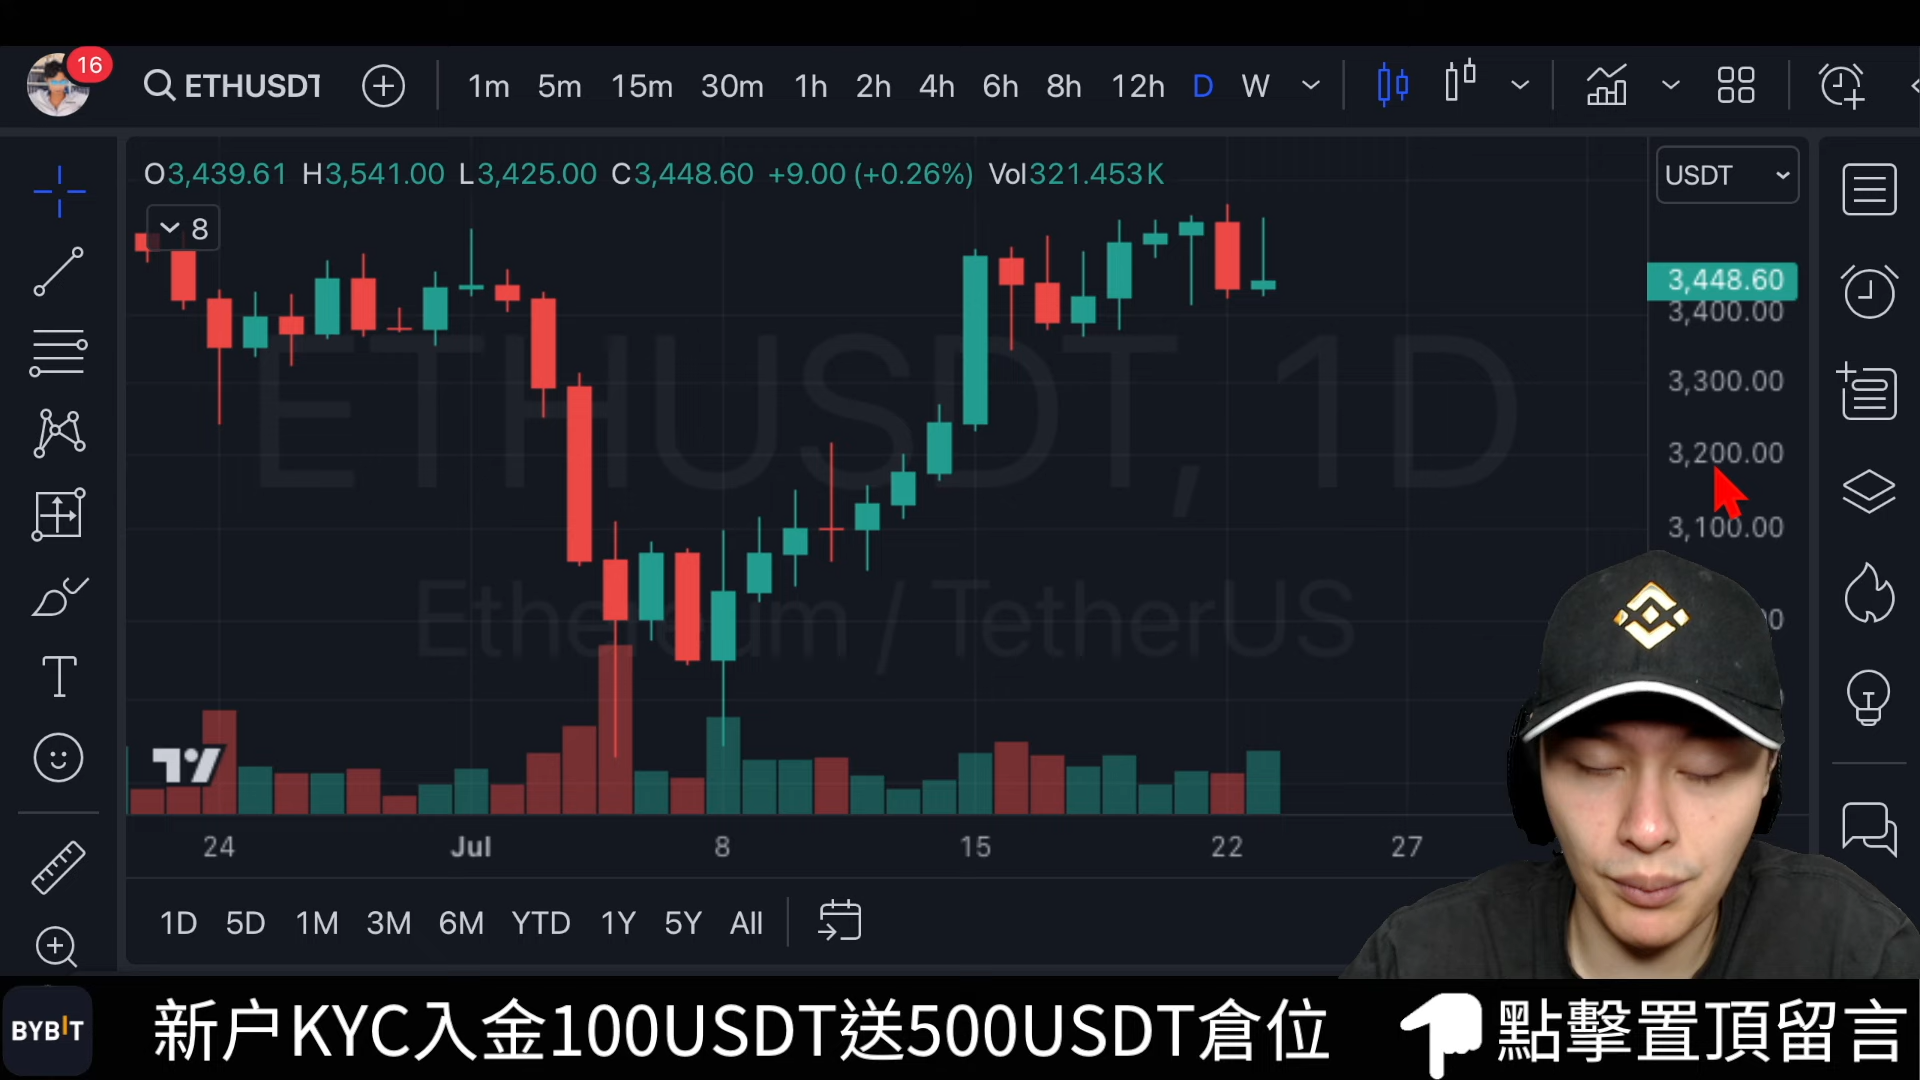 16
ETHUSDT
1m 5m 15m 30m 1h 2h 4h 6h 8h 12h D W
O3,439.61 H3,541.00 L3,425.00 C3,448.60 +9.00 (+0.26%) Vol321.453K
USDT
8
3,448.60
3,400.00
3,300.00
3,200.00
3,100.00
ETHUSDT, 1D
Ethereum / TetherUS
24 Jul 8 15 22 27
1D 5D 1M 3M 6M YTD 1Y 5Y All
BYBIT
新户KYC入金100USDT送500USDT倉位
點擊置頂留言